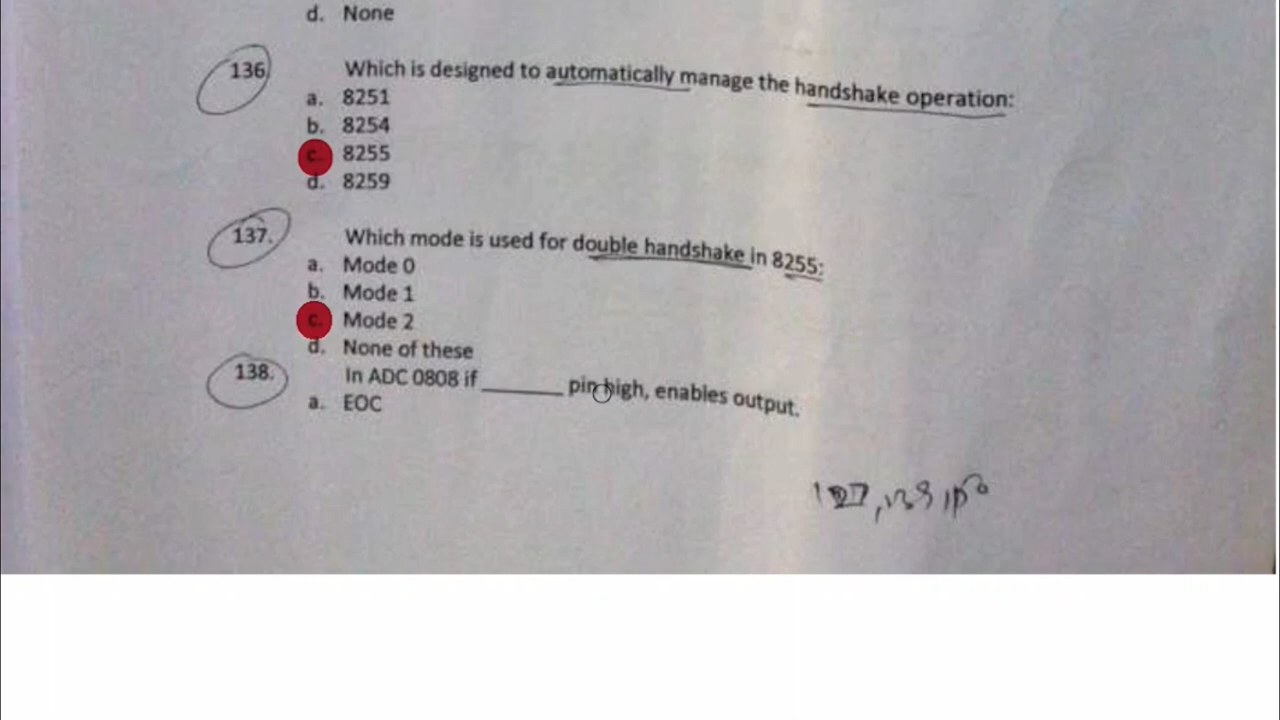 d. None
136 Which is designed to automatically manage the handshake operation:
a. 8251
b. 8254
c. 8255
d. 8259
137. Which mode is used for double handshake in 8255:
a. Mode 0
b. Mode 1
c. Mode 2
d. None of these
138. In ADC 0808 if _______ pin high, enables output.
a. EOC